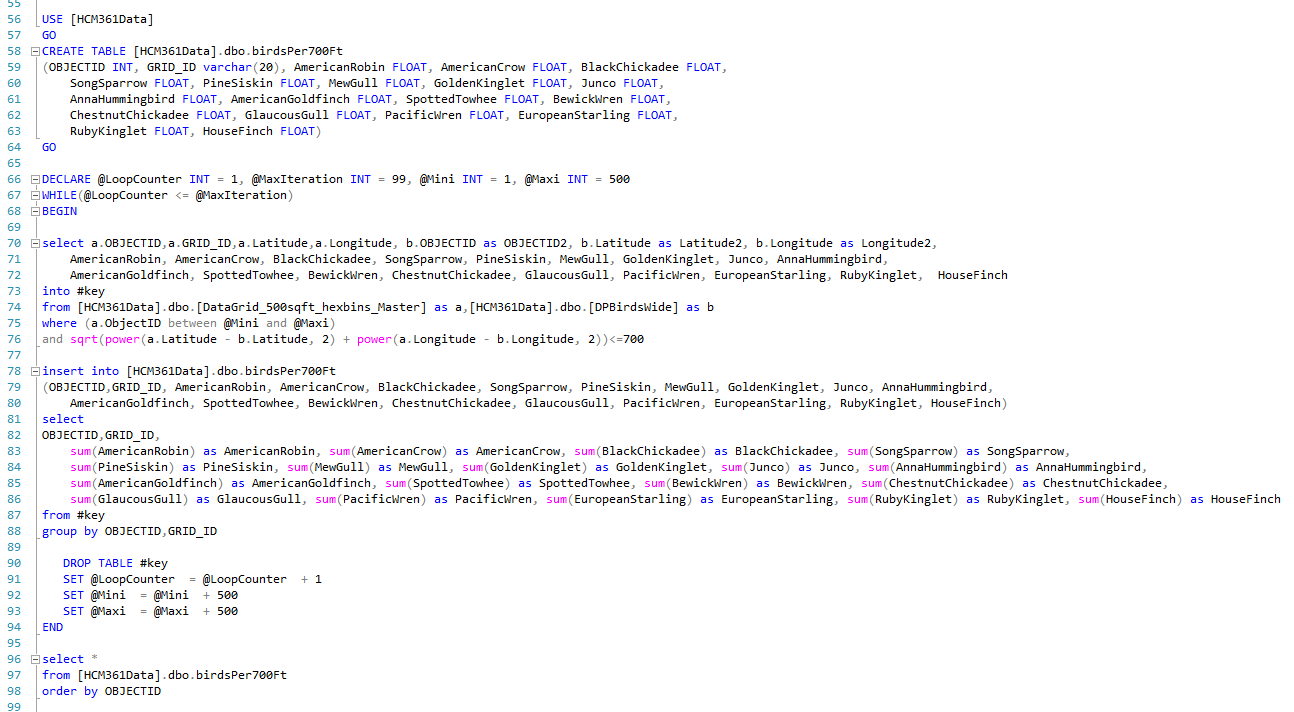 55
56 USE [HCM361Data]
57 GO
58 CREATE TABLE [HCM361Data].dbo.birdsPer700Ft
59 (OBJECTID INT, GRID_ID varchar(20), AmericanRobin FLOAT, AmericanCrow FLOAT, BlackChickadee FLOAT,
60 SongSparrow FLOAT, PineSiskin FLOAT, MewGull FLOAT, GoldenKinglet FLOAT, Junco FLOAT,
61 AnnaHummingbird FLOAT, AmericanGoldfinch FLOAT, SpottedTowhee FLOAT, BewickWren FLOAT,
62 ChestnutChickadee FLOAT, GlaucousGull FLOAT, PacificWren FLOAT, EuropeanStarling FLOAT,
63 RubyKinglet FLOAT, HouseFinch FLOAT)
64 GO
65
66 DECLARE @LoopCounter INT = 1, @MaxIteration INT = 99, @Mini INT = 1, @Maxi INT = 500
67 WHILE(@LoopCounter <= @MaxIteration)
68 BEGIN
69
70 select a.OBJECTID,a.GRID_ID,a.Latitude,a.Longitude, b.OBJECTID as OBJECTID2, b.Latitude as Latitude2, b.Longitude as Longitude2,
71 AmericanRobin, AmericanCrow, BlackChickadee, SongSparrow, PineSiskin, MewGull, GoldenKinglet, Junco, AnnaHummingbird,
72 AmericanGoldfinch, SpottedTowhee, BewickWren, ChestnutChickadee, GlaucousGull, PacificWren, EuropeanStarling, RubyKinglet, HouseFinch
73 into #key
74 from [HCM361Data].dbo.[DataGrid_500sqft_hexbins_Master] as a,[HCM361Data].dbo.[DPBirdsWide] as b
75 where (a.ObjectID between @Mini and @Maxi)
76 and sqrt(power(a.Latitude - b.Latitude, 2) + power(a.Longitude - b.Longitude, 2))<=700
77
78 insert into [HCM361Data].dbo.birdsPer700Ft
79 (OBJECTID,GRID_ID, AmericanRobin, AmericanCrow, BlackChickadee, SongSparrow, PineSiskin, MewGull, GoldenKinglet, Junco, AnnaHummingbird,
80 AmericanGoldfinch, SpottedTowhee, BewickWren, ChestnutChickadee, GlaucousGull, PacificWren, EuropeanStarling, RubyKinglet, HouseFinch)
81 select
82 OBJECTID,GRID_ID,
83 sum(AmericanRobin) as AmericanRobin, sum(AmericanCrow) as AmericanCrow, sum(BlackChickadee) as BlackChickadee, sum(SongSparrow) as SongSparrow,
84 sum(PineSiskin) as PineSiskin, sum(MewGull) as MewGull, sum(GoldenKinglet) as GoldenKinglet, sum(Junco) as Junco, sum(AnnaHummingbird) as AnnaHummingbird,
85 sum(AmericanGoldfinch) as AmericanGoldfinch, sum(SpottedTowhee) as SpottedTowhee, sum(BewickWren) as BewickWren, sum(ChestnutChickadee) as ChestnutChickadee,
86 sum(GlaucousGull) as GlaucousGull, sum(PacificWren) as PacificWren, sum(EuropeanStarling) as EuropeanStarling, sum(RubyKinglet) as RubyKinglet, sum(HouseFinch) as HouseFinch
87 from #key
88 group by OBJECTID,GRID_ID
89
90 DROP TABLE #key
91 SET @LoopCounter = @LoopCounter + 1
92 SET @Mini = @Mini + 500
93 SET @Maxi = @Maxi + 500
94 END
95
96 select *
97 from [HCM361Data].dbo.birdsPer700Ft
98 order by OBJECTID
99